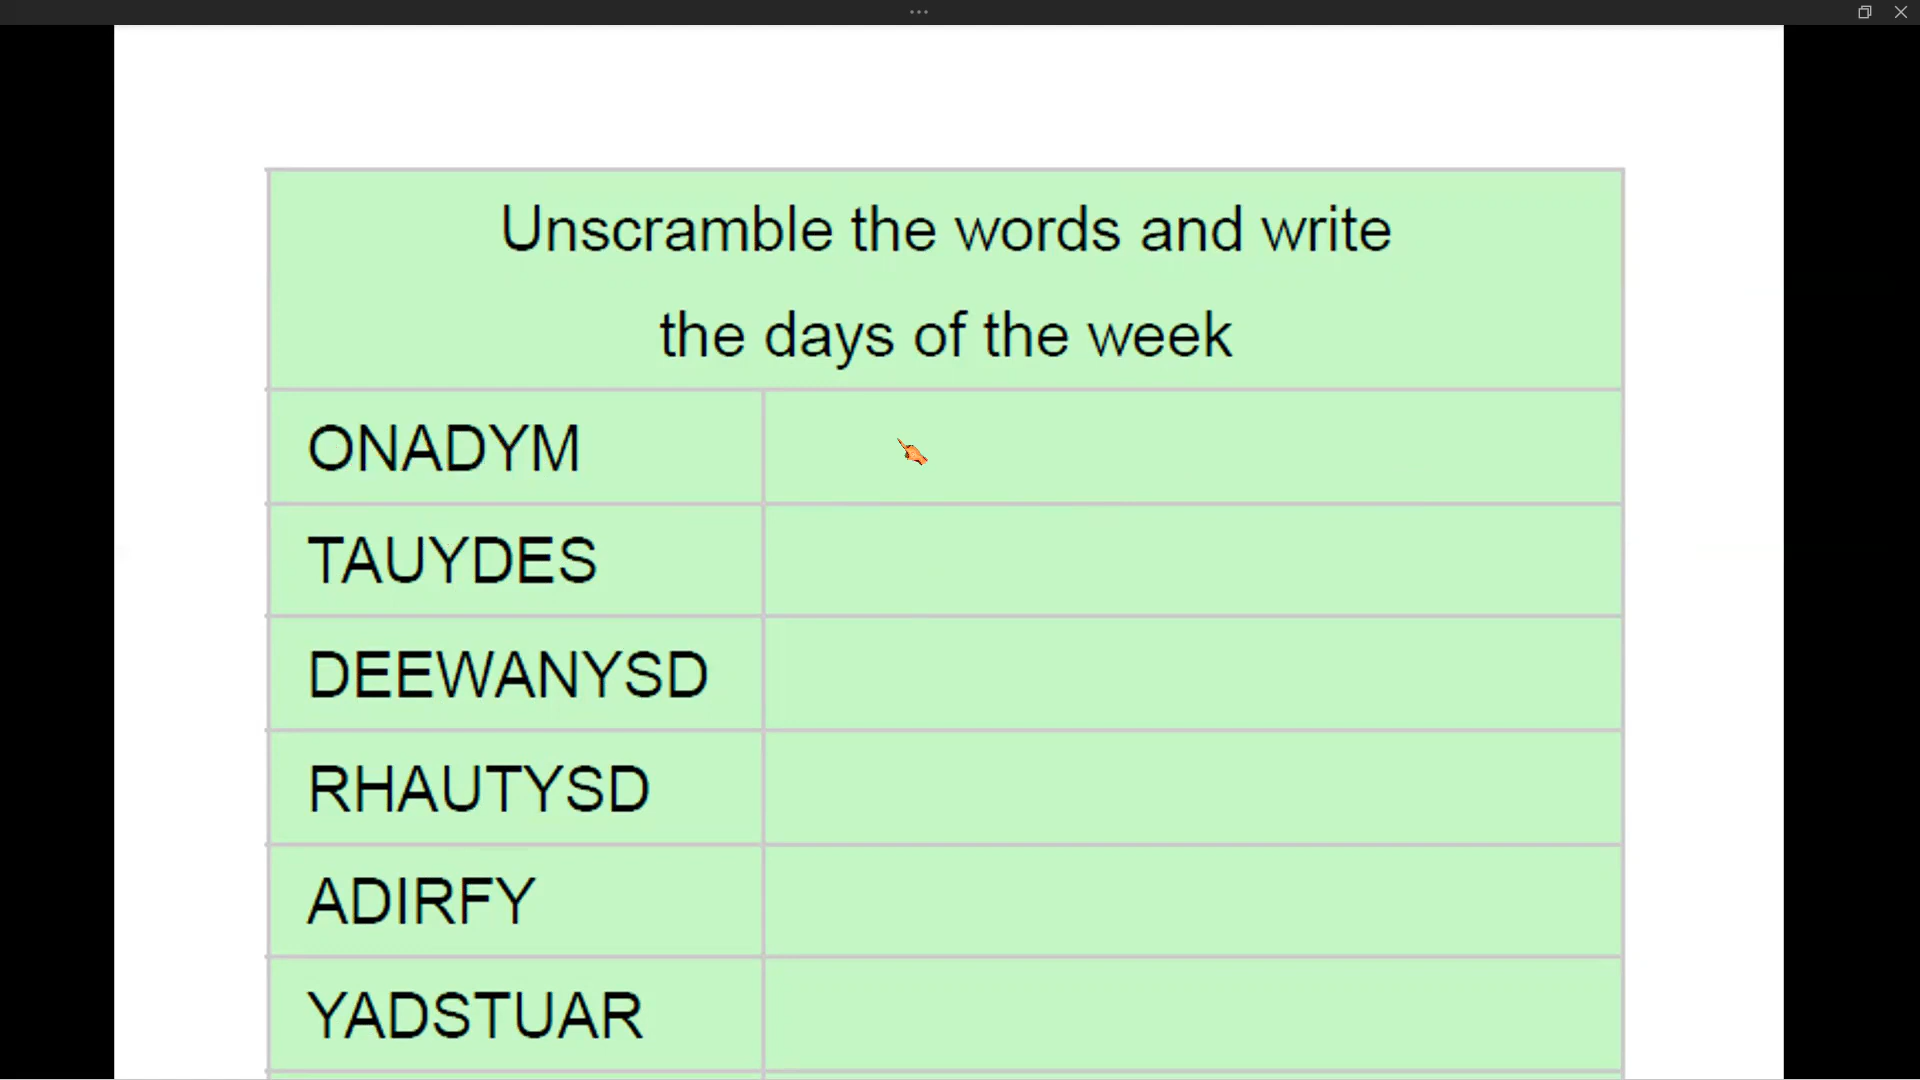 Unscramble the words and write
the days of the week
ONADYM
TAUYDES
DEEWANYSD
RHAUTYSD
ADIRFY
YADSTUAR